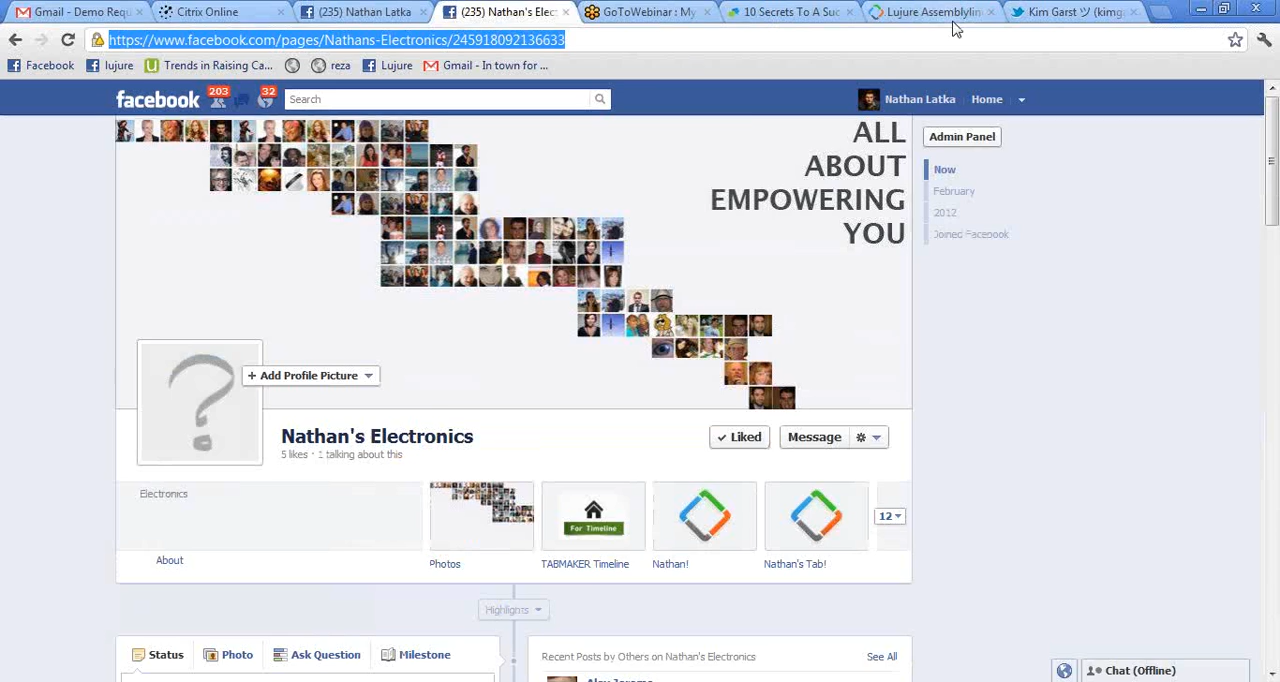 Gmail - Demo Requ
Citrix Online
(235) Nathan Latka
(235) Nathan's Elect
GoToWebinar : My
10 Secrets To A Suc
Lujure Assemblylin
Kim Garst ツ (kimg
https://www.facebook.com/pages/Nathans-Electronics/245918092136633
Facebook
lujure
Trends in Raising Ca...
reza
Lujure
Gmail - In town for ...
facebook
203
32
Search
Nathan Latka
Home
ALL
ABOUT
EMPOWERING
YOU
Admin Panel
Now
February
2012
Joined Facebook
+ Add Profile Picture
Nathan's Electronics
5 likes · 1 talking about this
Liked
Message
Electronics
About
For Timeline
12
Photos
TABMAKER Timeline
Nathan!
Nathan's Tab!
Highlights
Status
Photo
Ask Question
Milestone
Recent Posts by Others on Nathan's Electronics
See All
Alex Jerome
Chat (Offline)